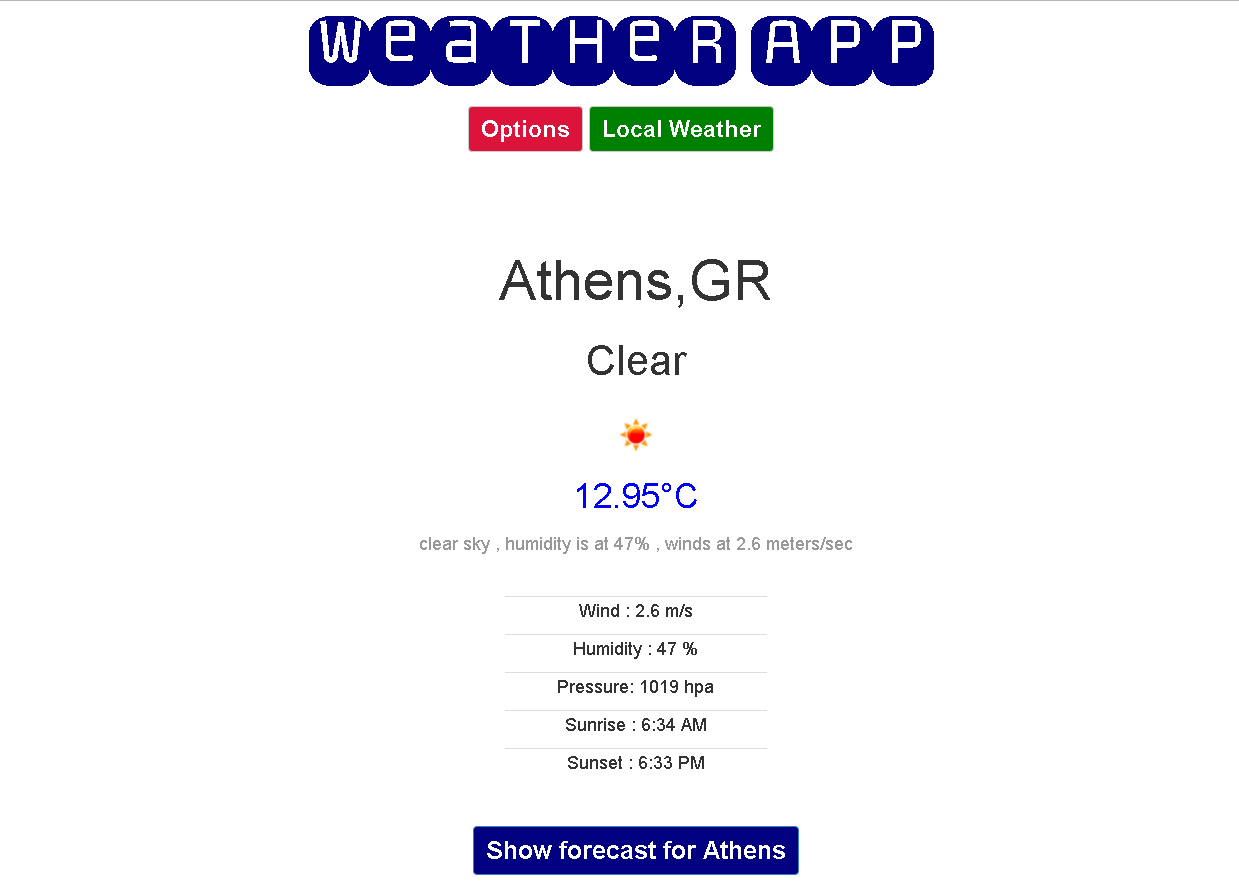 WeaTHeR APP
Options Local Weather
Athens,GR
Clear
12.95°C
clear sky , humidity is at 47% , winds at 2.6 meters/sec
Wind : 2.6 m/s
Humidity : 47 %
Pressure: 1019 hpa
Sunrise : 6:34 AM
Sunset : 6:33 PM
Show forecast for Athens